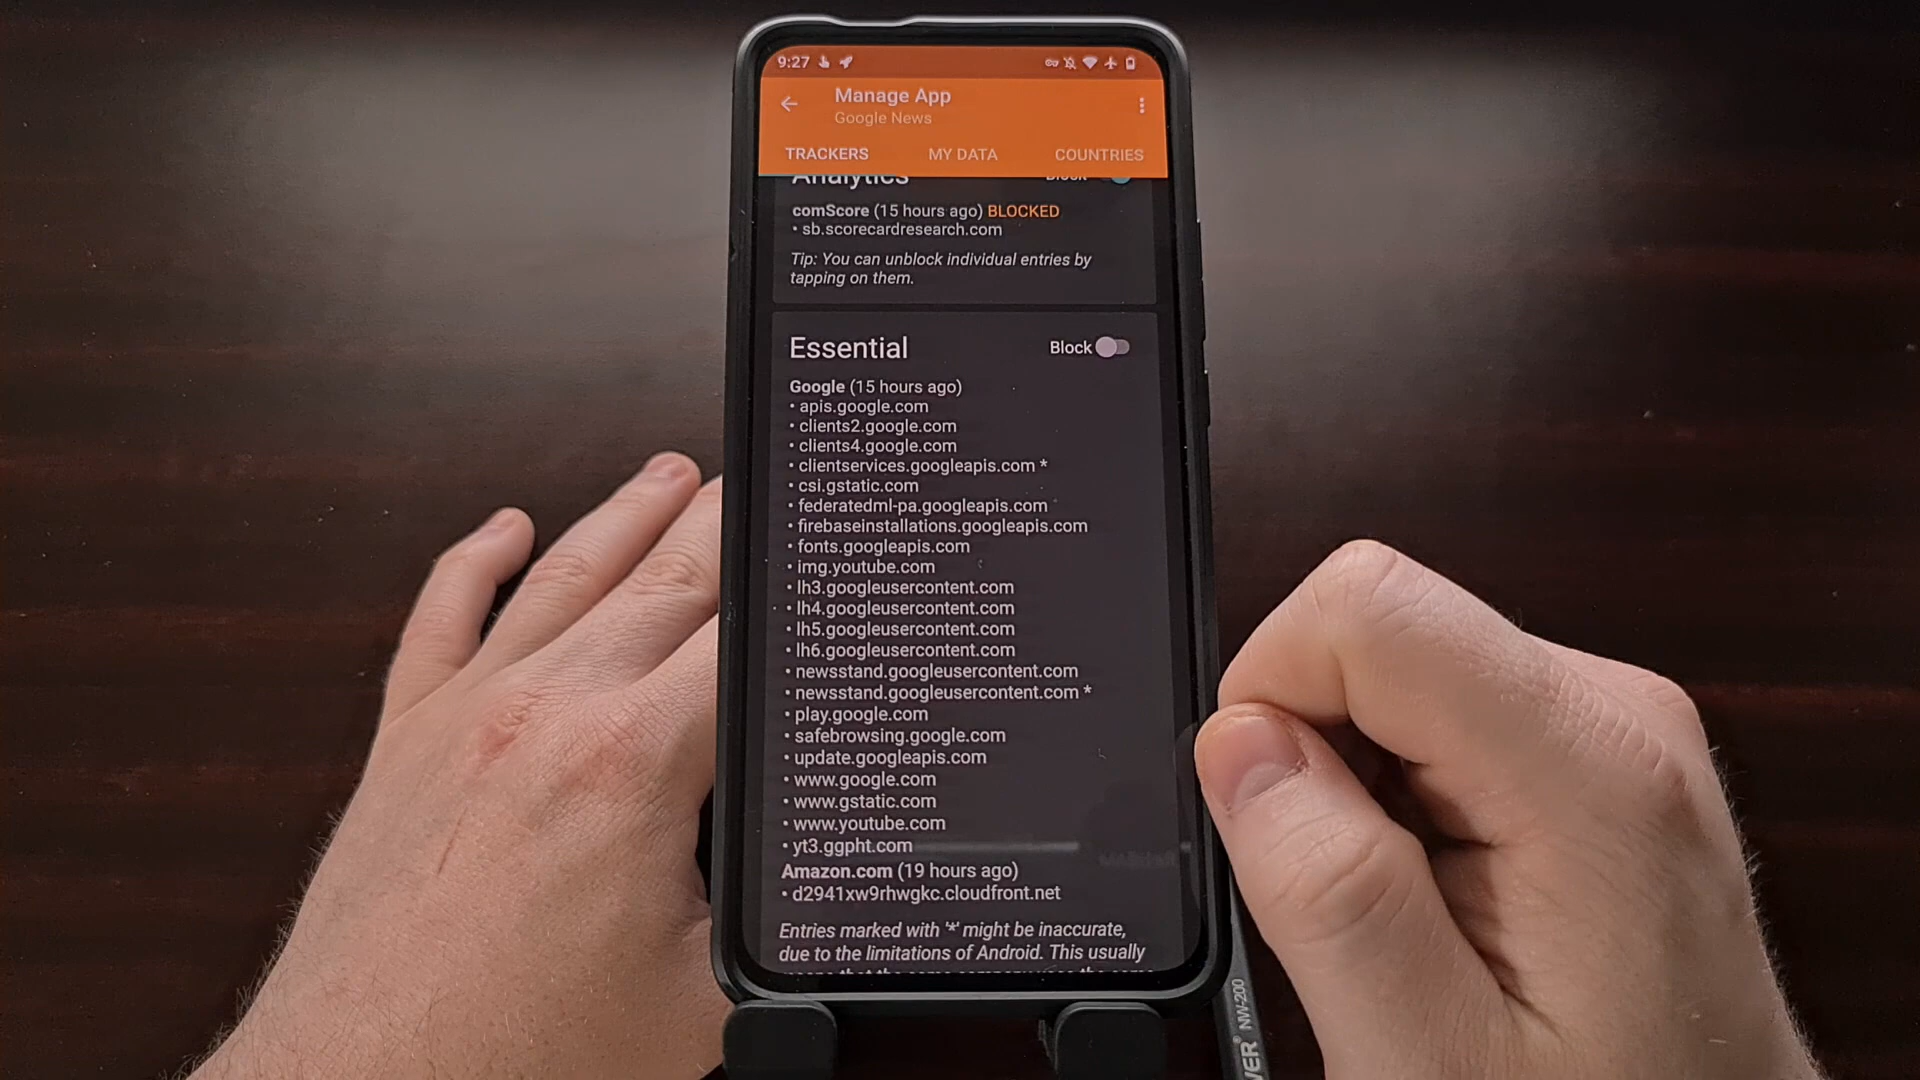 9:27
Manage App
Google News
TRACKERS MY DATA COUNTRIES
Analytics Block
comScore (15 hours ago) BLOCKED
• sb.scorecardresearch.com
Tip: You can unblock individual entries by
tapping on them.
Essential Block
Google (15 hours ago)
• apis.google.com
• clients2.google.com
• clients4.google.com
• clientservices.googleapis.com *
• csi.gstatic.com
• federatedml-pa.googleapis.com
• firebaseinstallations.googleapis.com
• fonts.googleapis.com
• img.youtube.com
• lh3.googleusercontent.com
• lh4.googleusercontent.com
• lh5.googleusercontent.com
• lh6.googleusercontent.com
• newsstand.googleusercontent.com
• newsstand.googleusercontent.com *
• play.google.com
• safebrowsing.google.com
• update.googleapis.com
• www.google.com
• www.gstatic.com
• www.youtube.com
• yt3.ggpht.com
Amazon.com (19 hours ago)
• d2941xw9rhwgkc.cloudfront.net
Entries marked with '*' might be inaccurate,
due to the limitations of Android. This usually
NW-200